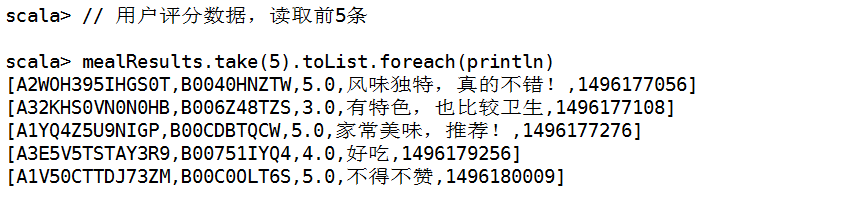 scala> // 用户评分数据，读取前5条
scala> mealResults.take(5).toList.foreach(println)
[A2WOH395IHGS0T,B0040HNZTW,5.0,风味独特，真的不错！,1496177056]
[A32KHS0VN0N0HB,B006Z48TZS,3.0,有特色，也比较卫生,1496177108]
[A1YQ4Z5U9NIGP,B00CDBTQCW,5.0,家常美味，推荐！,1496177276]
[A3E5V5TSTAY3R9,B00751IYQ4,4.0,好吃,1496179256]
[A1V50CTTDJ73ZM,B00C0OLT6S,5.0,不得不赞,1496180009]